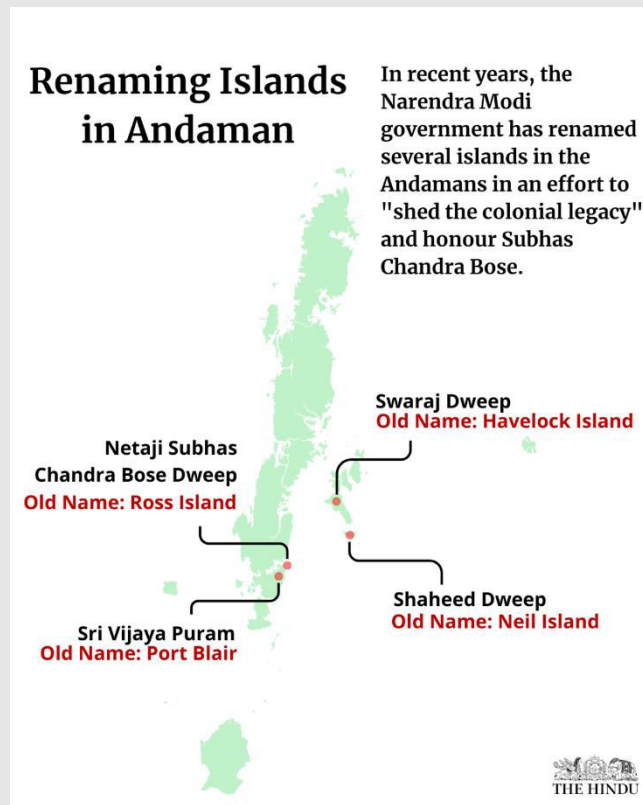 Renaming Islands
in Andaman
In recent years, the
Narendra Modi
government has renamed
several islands in the
Andamans in an effort to
"shed the colonial legacy"
and honour Subhas
Chandra Bose.
Swaraj Dweep
Old Name: Havelock Island
Netaji Subhas
Chandra Bose Dweep
Old Name: Ross Island
Shaheed Dweep
Old Name: Neil Island
Sri Vijaya Puram
Old Name: Port Blair
THE HINDU